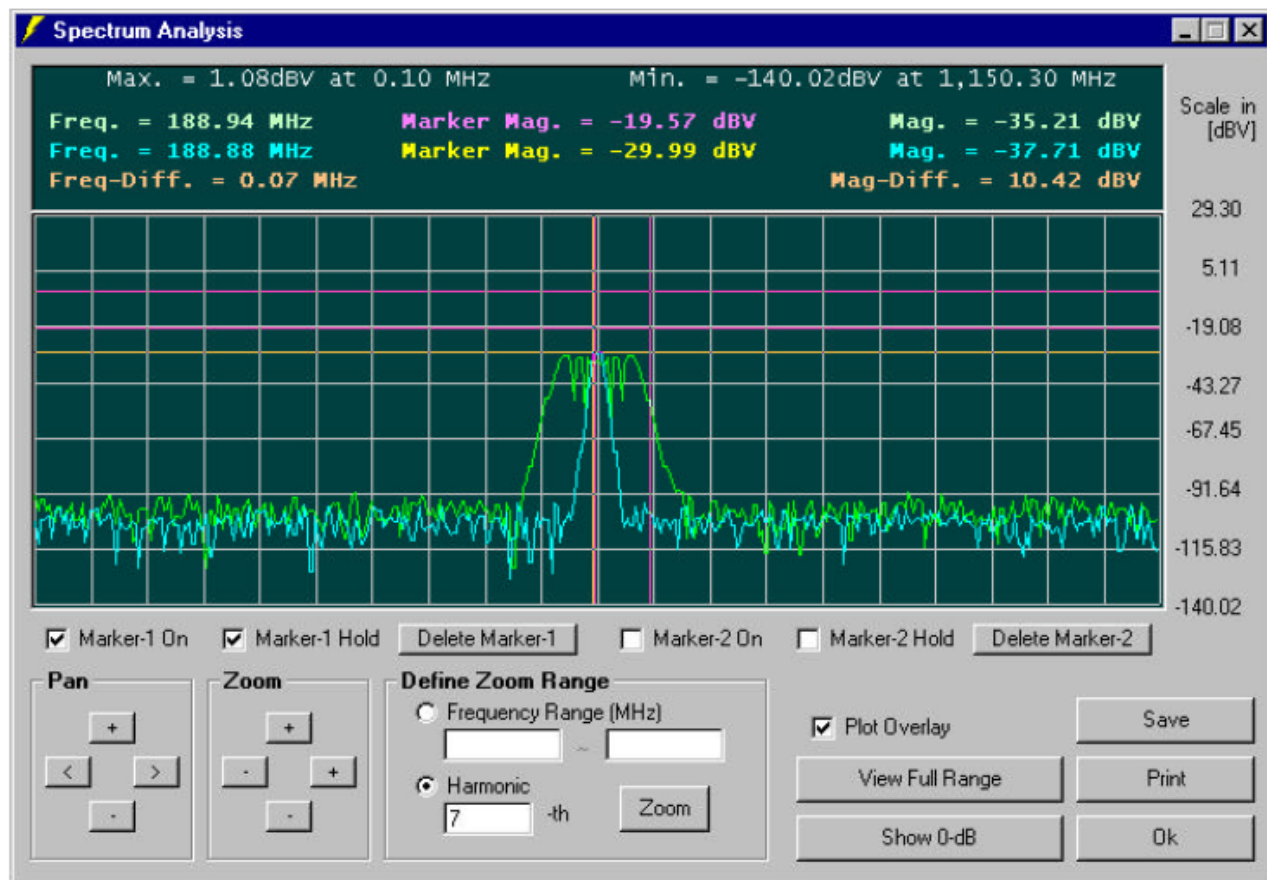 Spectrum Analysis
Max. = 1.08dBV at 0.10 MHz Min. = -140.02dBV at 1,150.30 MHz
Freq. = 188.94 MHz Marker Mag. = -19.57 dBV Mag. = -35.21 dBV
Freq. = 188.88 MHz Marker Mag. = -29.99 dBV Mag. = -37.71 dBV
Freq-Diff. = 0.07 MHz Mag-Diff. = 10.42 dBV
Scale in
[dBV]
29.30
5.11
-19.08
-43.27
-67.45
-91.64
-115.83
-140.02
Marker-1 On Marker-1 Hold Delete Marker-1 Marker-2 On Marker-2 Hold Delete Marker-2
Pan Zoom Define Zoom Range
+ < > -
+ - + -
Frequency Range (MHz)
~
Harmonic
7 -th Zoom
Plot Overlay Save
View Full Range Print
Show 0-dB Ok